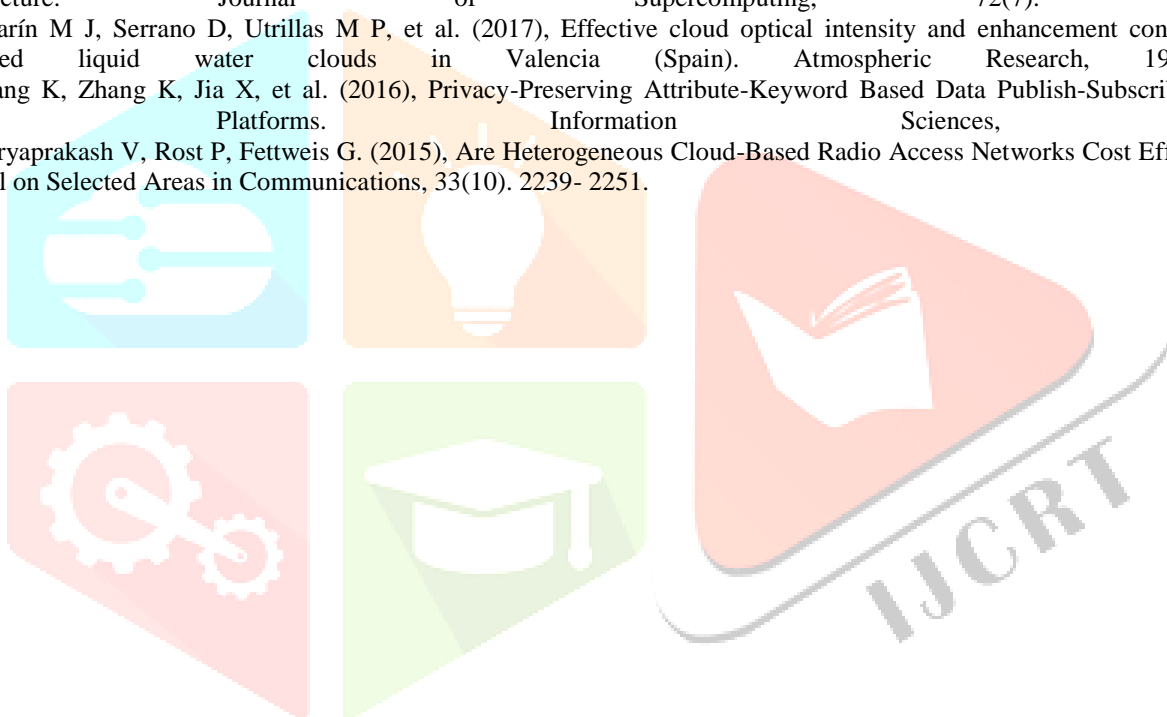 cture. Journal of Supercomputing, 72(7).
arín M J, Serrano D, Utrillas M P, et al. (2017), Effective cloud optical intensity and enhancement con
ed liquid water clouds in Valencia (Spain). Atmospheric Research, 19
ang K, Zhang K, Jia X, et al. (2016), Privacy-Preserving Attribute-Keyword Based Data Publish-Subscri
Platforms. Information Sciences,
ryaprakash V, Rost P, Fettweis G. (2015), Are Heterogeneous Cloud-Based Radio Access Networks Cost Eff
l on Selected Areas in Communications, 33(10). 2239- 2251.
IJCRT